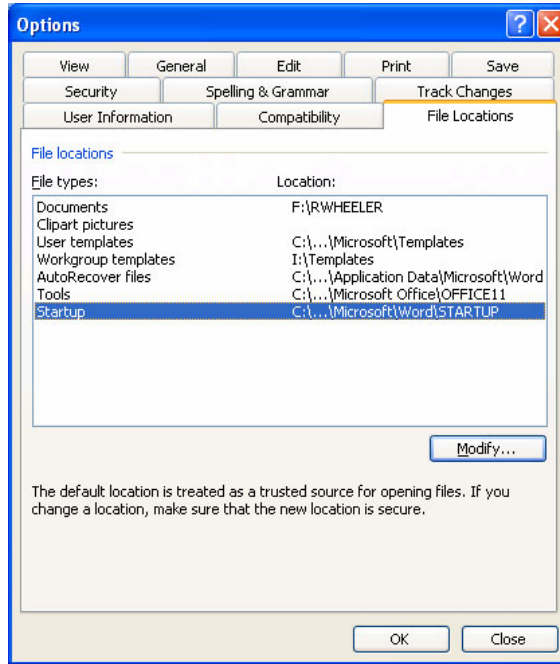 Options
View General Edit Print Save
Security Spelling & Grammar Track Changes
User Information Compatibility File Locations
File locations
File types: Location:
Documents F:\RWHEELER
Clipart pictures
User templates C:\...\Microsoft\Templates
Workgroup templates I:\Templates
AutoRecover files C:\...\Application Data\Microsoft\Word
Tools C:\...\Microsoft Office\OFFICE11
Startup C:\...\Microsoft\Word\STARTUP
Modify...
The default location is treated as a trusted source for opening files. If you
change a location, make sure that the new location is secure.
OK Close